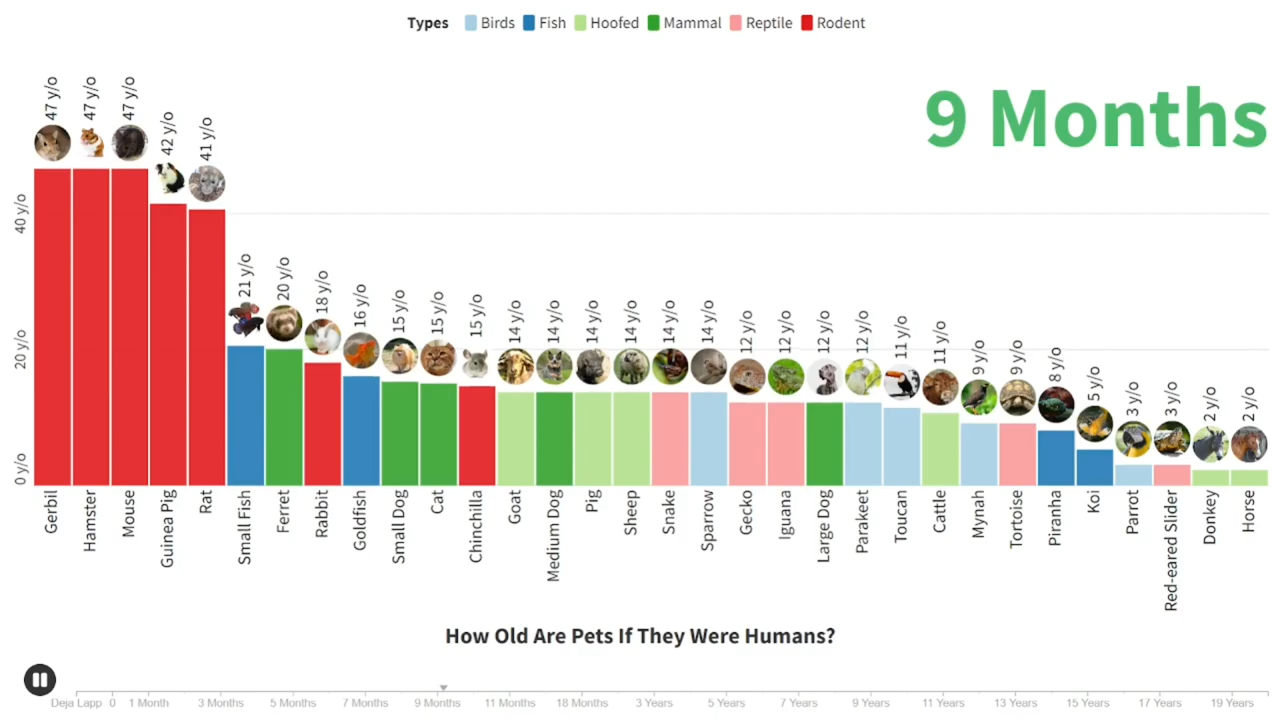 Types Birds Fish Hoofed Mammal Reptile Rodent
9 Months
47 y/o 47 y/o 47 y/o 42 y/o 41 y/o 21 y/o 20 y/o 18 y/o 16 y/o 15 y/o 15 y/o 15 y/o 14 y/o 14 y/o 14 y/o 14 y/o 14 y/o 14 y/o 12 y/o 12 y/o 12 y/o 12 y/o 11 y/o 11 y/o 9 y/o 9 y/o 8 y/o 5 y/o 3 y/o 3 y/o 2 y/o 2 y/o
40 y/o
20 y/o
0 y/o
Gerbil Hamster Mouse Guinea Pig Rat Small Fish Ferret Rabbit Goldfish Small Dog Cat Chinchilla Goat Medium Dog Pig Sheep Snake Sparrow Gecko Iguana Large Dog Parakeet Toucan Cattle Mynah Tortoise Piranha Koi Parrot Red-eared Slider Donkey Horse
How Old Are Pets If They Were Humans?
Deja Lapp 0 1 Month 3 Months 5 Months 7 Months 9 Months 11 Months 18 Months 3 Years 5 Years 7 Years 9 Years 11 Years 13 Years 15 Years 17 Years 19 Years